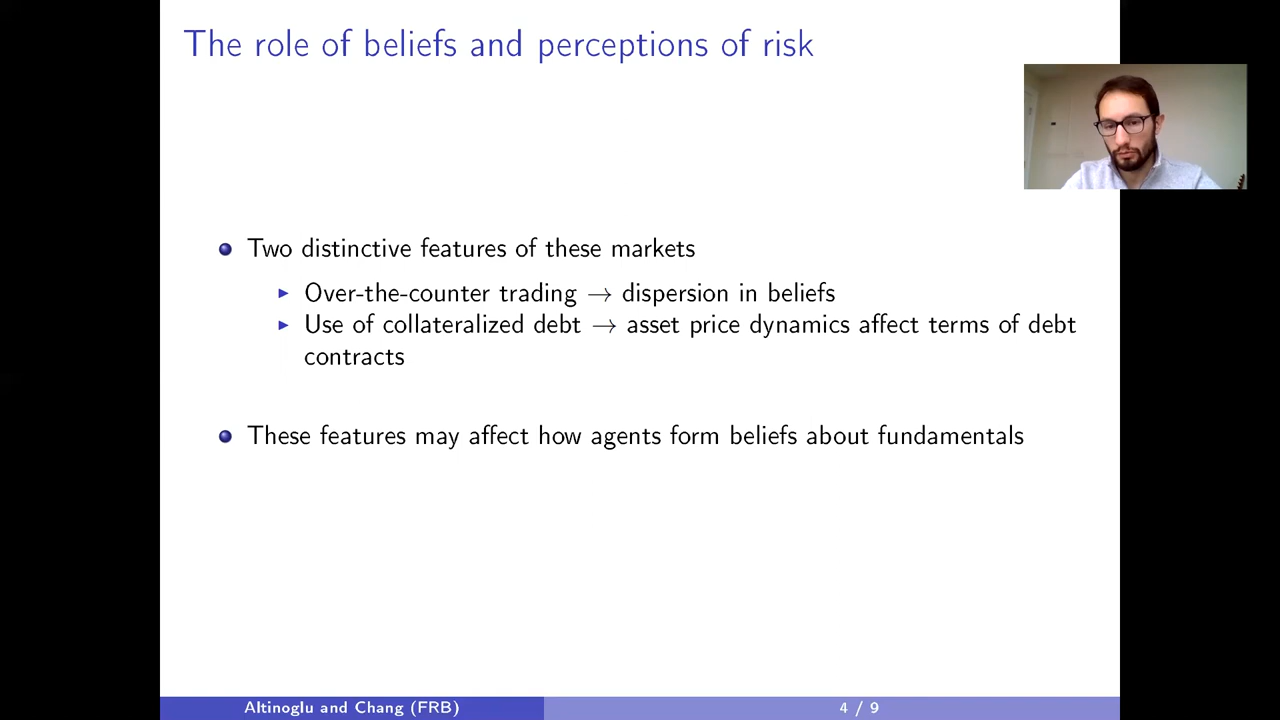 The role of beliefs and perceptions of risk
Two distinctive features of these markets
Over-the-counter trading → dispersion in beliefs
Use of collateralized debt → asset price dynamics affect terms of debt
contracts
These features may affect how agents form beliefs about fundamentals
Altinoglu and Chang (FRB)
4 / 9